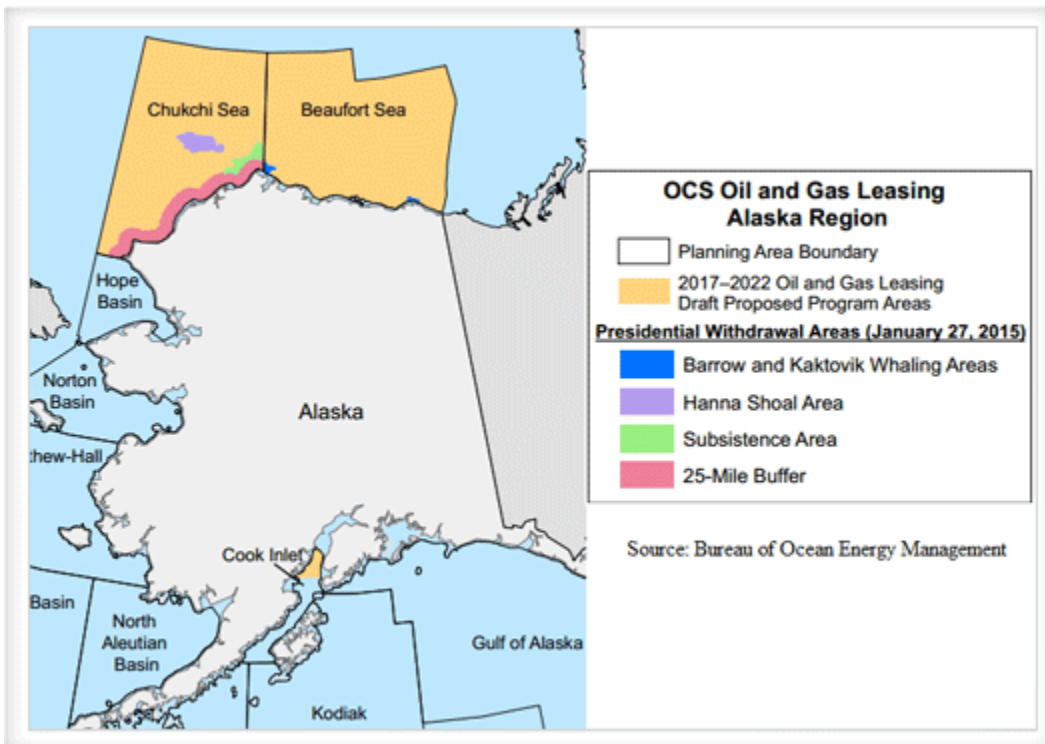 Chukchi Sea
Beaufort Sea
Hope
Basin
Norton
Basin
thew-Hall
Alaska
Cook Inlet
Basin
North
Aleutian
Basin
Gulf of Alaska
Kodiak
OCS Oil and Gas Leasing
Alaska Region
Planning Area Boundary
2017–2022 Oil and Gas Leasing
Draft Proposed Program Areas
Presidential Withdrawal Areas (January 27, 2015)
Barrow and Kaktovik Whaling Areas
Hanna Shoal Area
Subsistence Area
25-Mile Buffer
Source: Bureau of Ocean Energy Management